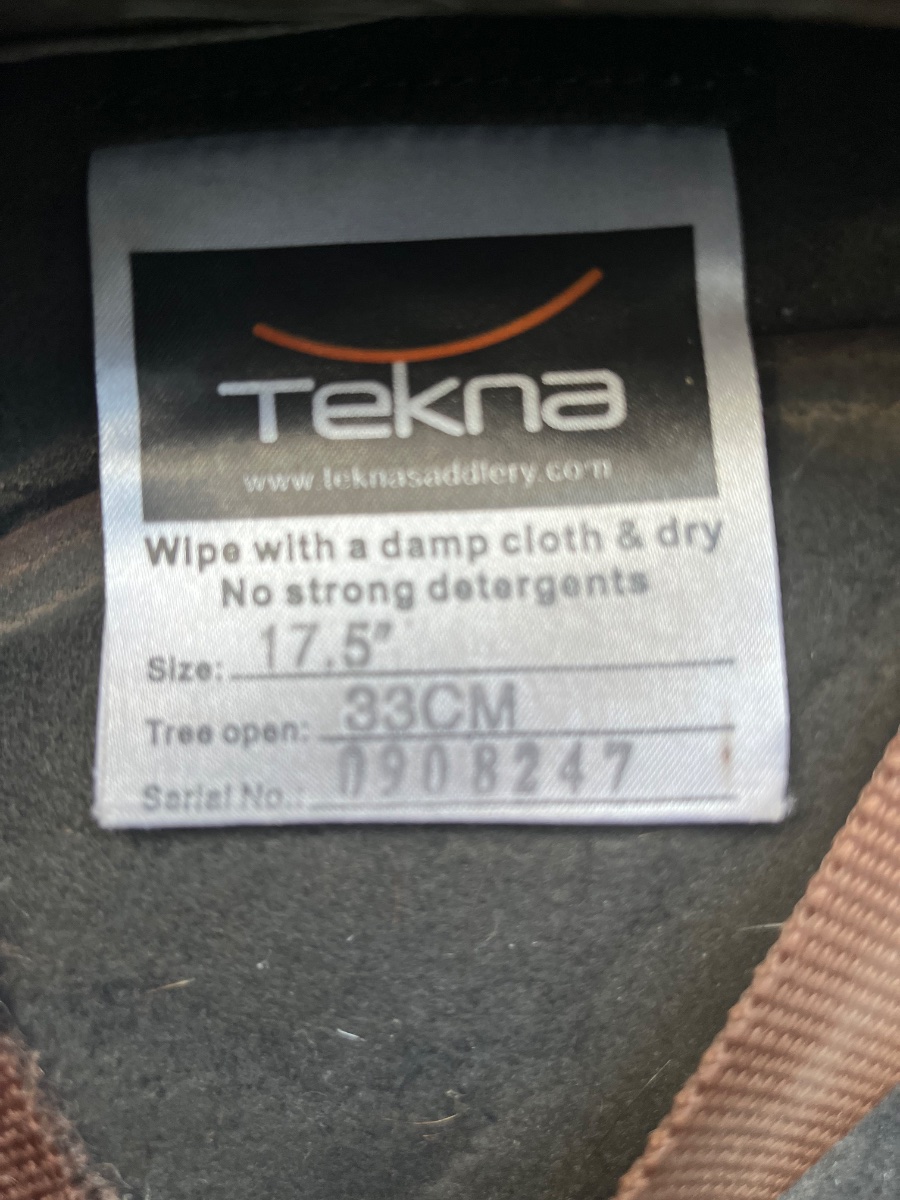 Tekna
www.teknasaddlery.com
Wipe with a damp cloth & dry
No strong detergents
Size: 17.5"
Tree open: 33CM
Serial No.: 0908247